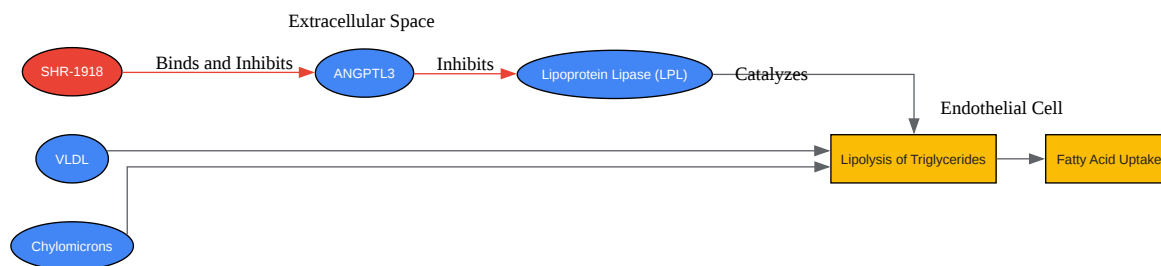 Extracellular Space
SHR-1918
Binds and Inhibits
ANGPTL3
Inhibits
Lipoprotein Lipase (LPL)
Catalyzes
Endothelial Cell
VLDL
Lipolysis of Triglycerides
Fatty Acid Uptake
Chylomicrons